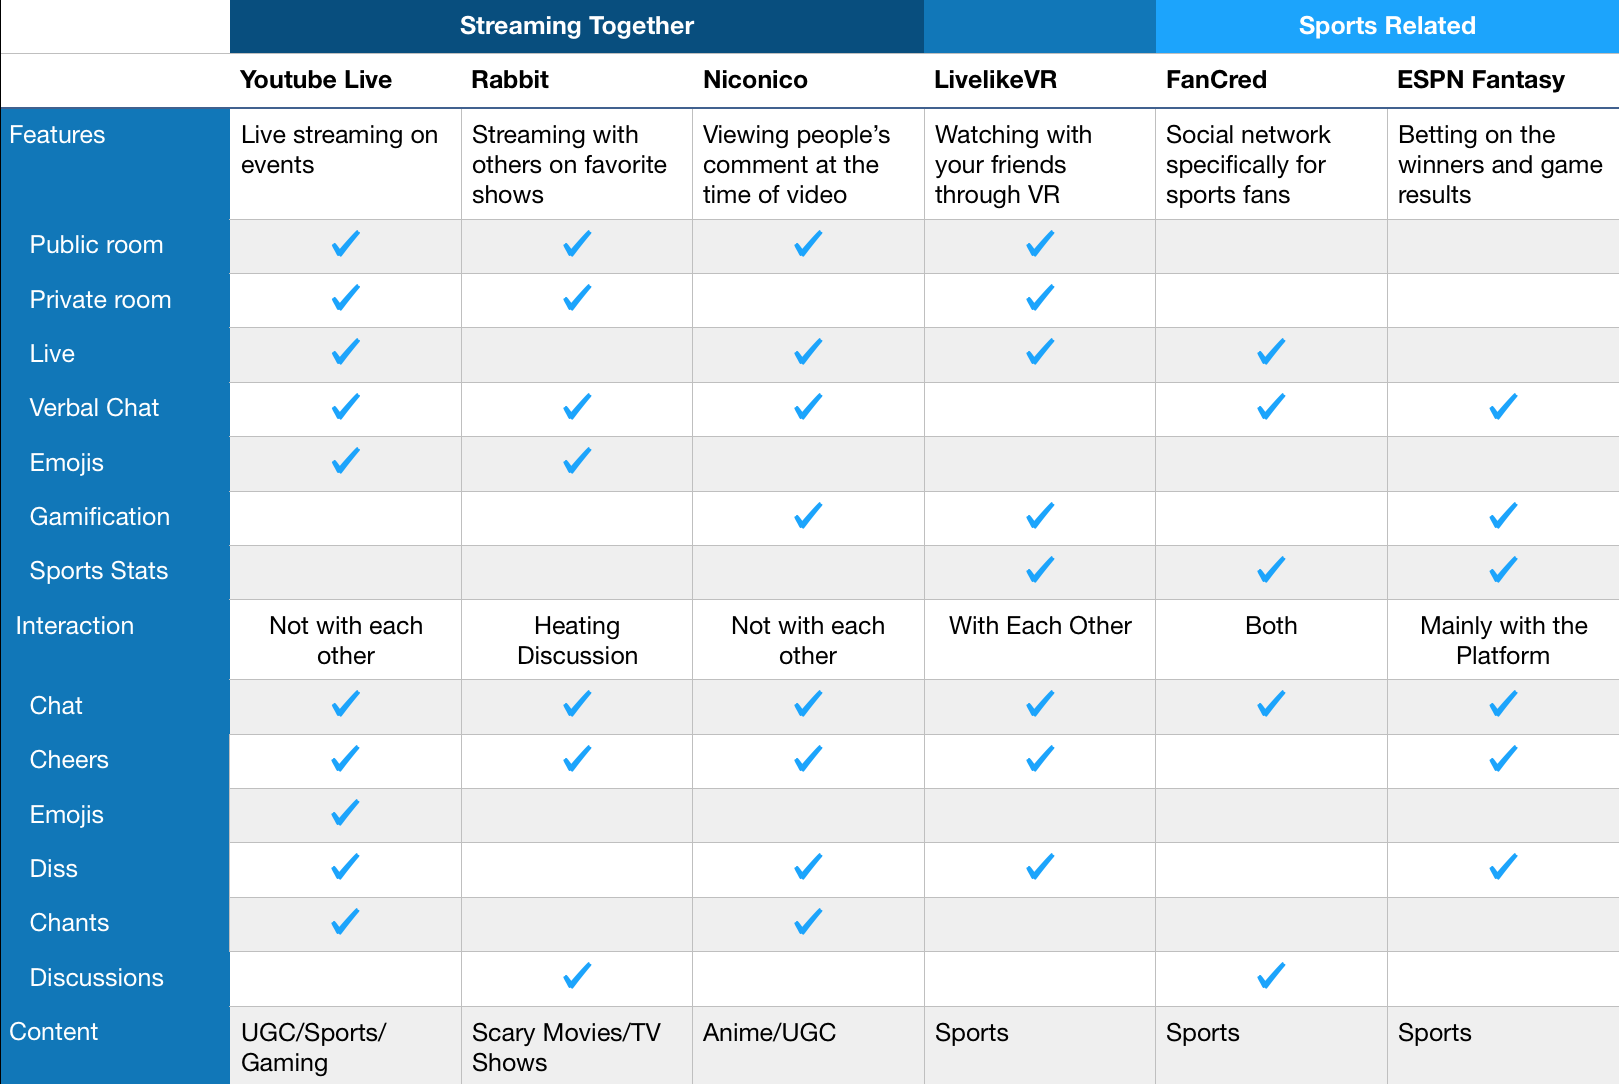 Streaming Together
Sports Related
Youtube Live
Rabbit
Niconico
LivelikeVR
FanCred
ESPN Fantasy
Features
Live streaming on
events
Streaming with
others on favorite
shows
Viewing people’s
comment at the
time of video
Watching with
your friends
through VR
Social network
specifically for
sports fans
Betting on the
winners and game
results
Public room
Private room
Live
Verbal Chat
Emojis
Gamification
Sports Stats
Interaction
Not with each
other
Heating
Discussion
Not with each
other
With Each Other
Both
Mainly with the
Platform
Chat
Cheers
Emojis
Diss
Chants
Discussions
Content
UGC/Sports/
Gaming
Scary Movies/TV
Shows
Anime/UGC
Sports
Sports
Sports